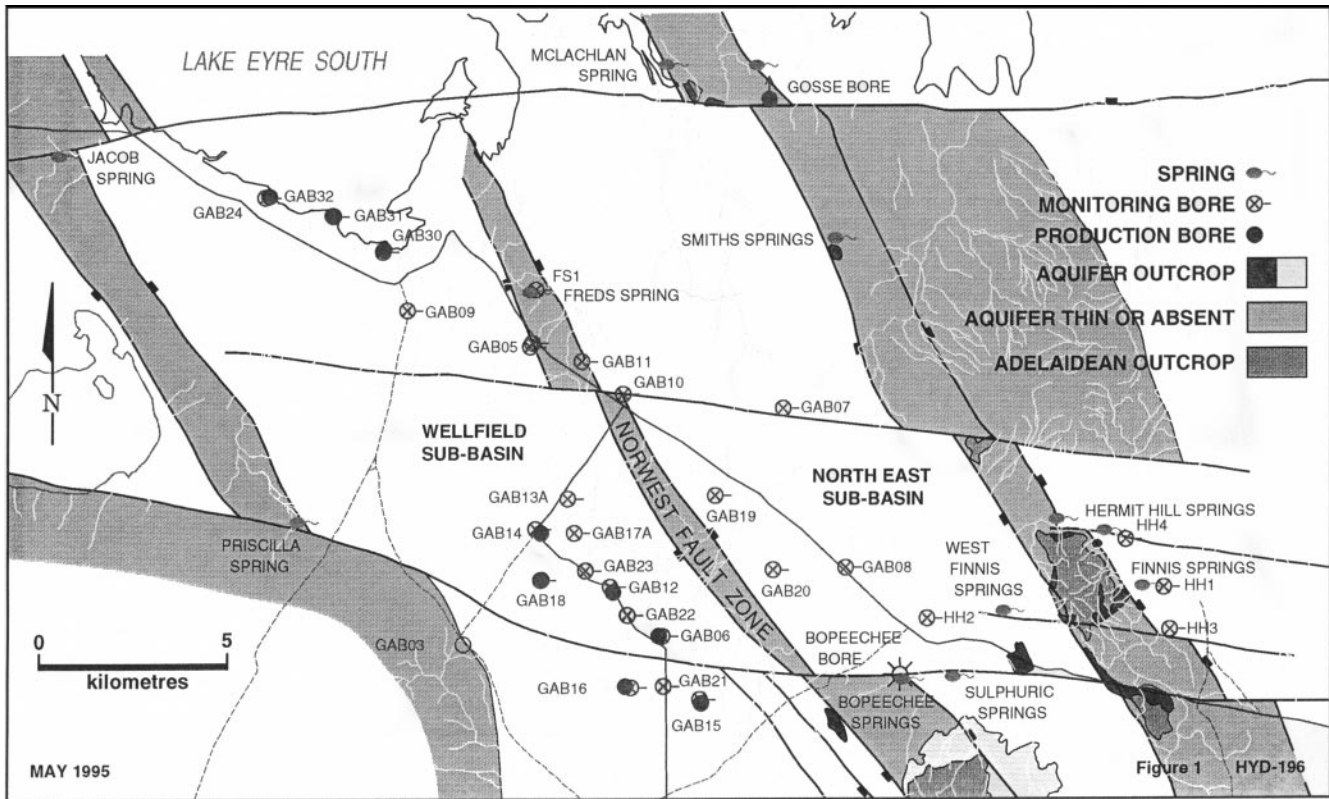 LAKE EYRE SOUTH
MCLACHLAN
SPRING
GOSSE BORE
JACOB
SPRING
GAB32
GAB24
GAB31
GAB30
SMITHS SPRINGS
SPRING
MONITORING BORE
PRODUCTION BORE
AQUIFER OUTCROP
AQUIFER THIN OR ABSENT
ADELAIDEAN OUTCROP
FS1
FREDS SPRING
GAB09
GAB05
GAB11
GAB10
GAB07
N
WELLFIELD
SUB-BASIN
NORWEST FAULT ZONE
NORTH EAST
SUB-BASIN
GAB13A
GAB14
GAB17A
GAB19
HERMIT HILL SPRINGS
HH4
PRISCILLA
SPRING
GAB23
GAB18
GAB12
GAB20
GAB08
WEST
FINNIS
SPRINGS
FINNIS SPRINGS
HH1
GAB22
HH2
HH3
0
5
kilometres
GAB03
GAB06
BOPEECHEE
BORE
GAB16
GAB21
GAB15
BOPEECHEE
SPRINGS
SULPHURIC
SPRINGS
MAY 1995
Figure 1
HYD-196